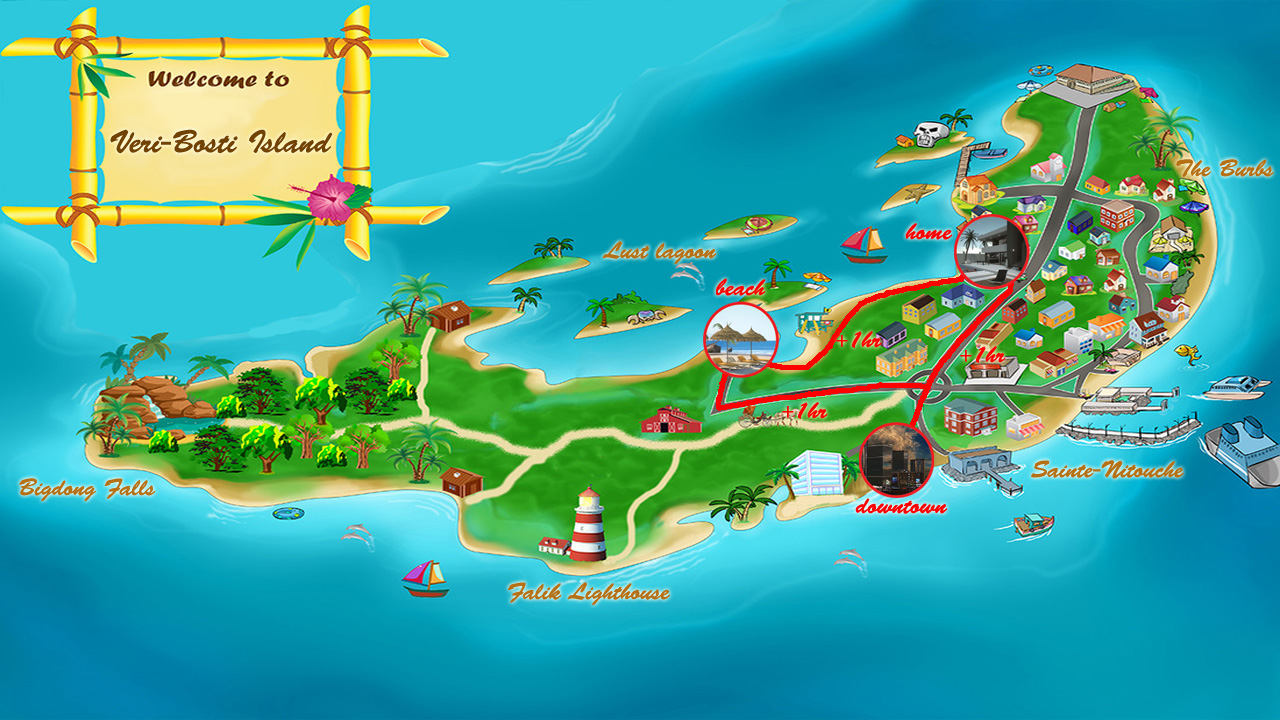 Welcome to
Veri-Bosti Island
The Burbs
home
Lust lagoon
beach
+1hr
+1hr
+1hr
Sainte-Nitouche
Bigdong Falls
downtown
Falik Lighthouse